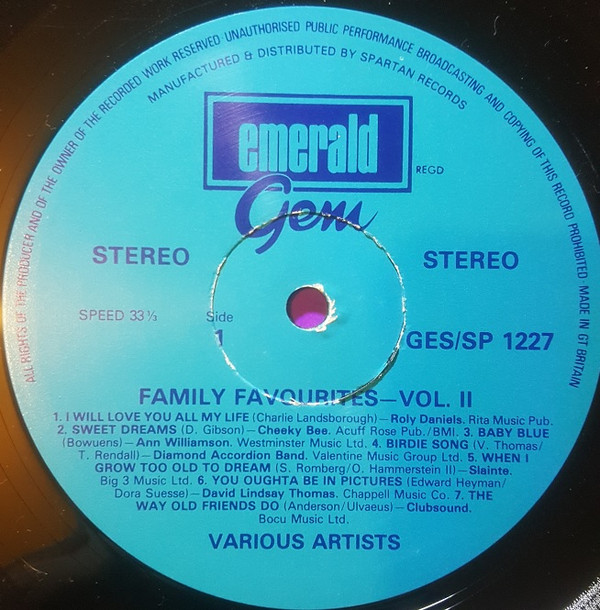 ALL RIGHTS OF THE PRODUCER AND OF THE OWNER OF THE RECORDED WORK RESERVED · UNAUTHORISED PUBLIC PERFORMANCE BROADCASTING AND COPYING OF THIS RECORD PROHIBITED · MADE IN GT BRITAIN
MANUFACTURED & DISTRIBUTED BY SPARTAN RECORDS
emerald
REGD
Gem
STEREO STEREO
SPEED 33⅓ Side
1 GES/SP 1227
FAMILY FAVOURITES—VOL. II
1. I WILL LOVE YOU ALL MY LIFE (Charlie Landsborough)— Roly Daniels. Rita Music Pub.
2. SWEET DREAMS (D. Gibson)— Cheeky Bee. Acuff Rose Pub./BMI. 3. BABY BLUE
(Bowuens)— Ann Williamson. Westminster Music Ltd. 4. BIRDIE SONG (V. Thomas/
T. Rendall)— Diamond Accordion Band. Valentine Music Group Ltd. 5. WHEN I
GROW TOO OLD TO DREAM (S. Romberg/O. Hammerstein II)— Slainte.
Big 3 Music Ltd. 6. YOU OUGHTA BE IN PICTURES (Edward Heyman/
Dora Suesse)— David Lindsay Thomas. Chappell Music Co. 7. THE
WAY OLD FRIENDS DO (Anderson/Ulvaeus)— Clubsound.
Bocu Music Ltd.
VARIOUS ARTISTS